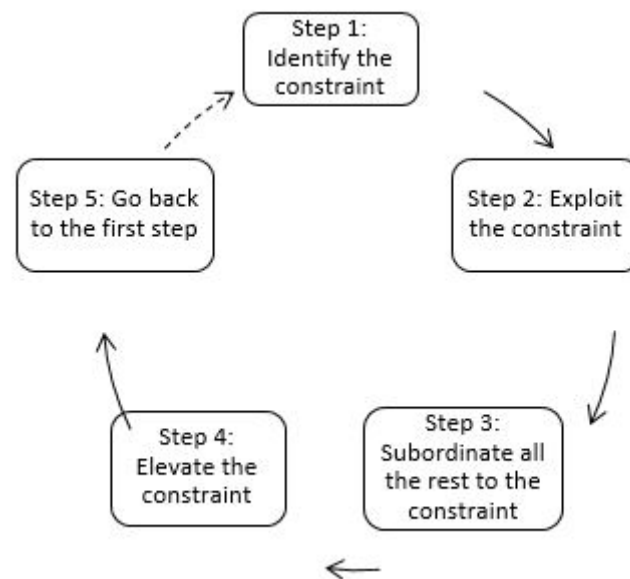 Step 1:
Identify the
constraint
Step 2: Exploit
the constraint
Step 3:
Subordinate all
the rest to the
constraint
Step 4:
Elevate the
constraint
Step 5: Go back
to the first step